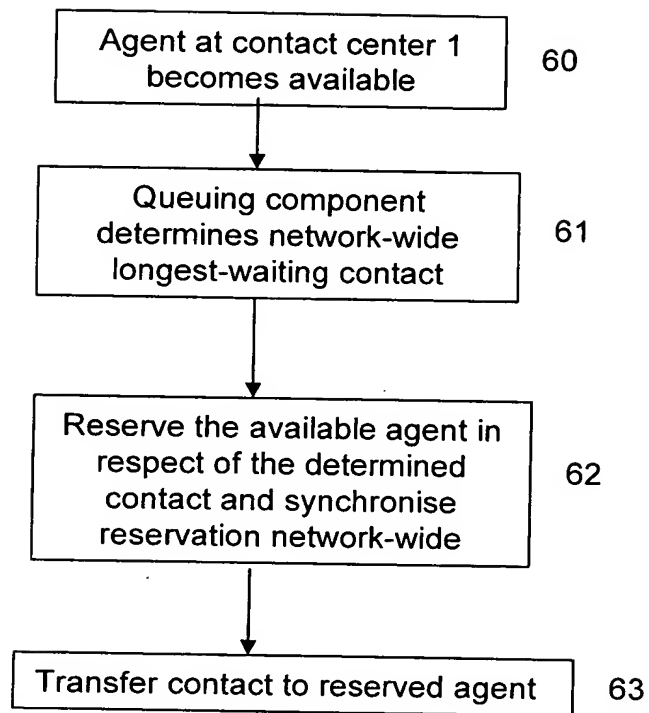 Agent at contact center 1
becomes available
60
Queuing component
determines network-wide
longest-waiting contact
61
Reserve the available agent in
respect of the determined
contact and synchronise
reservation network-wide
62
Transfer contact to reserved agent
63